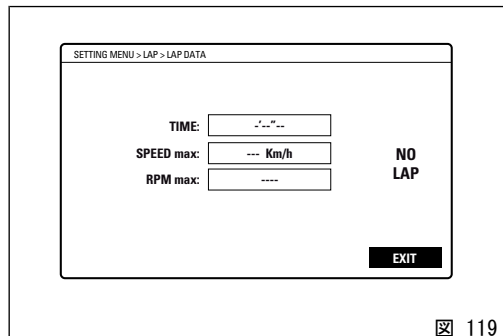 SETTING MENU > LAP > LAP DATA
TIME: -'--"--
SPEED max: --- Km/h
RPM max: ----
NO
LAP
EXIT
図 119